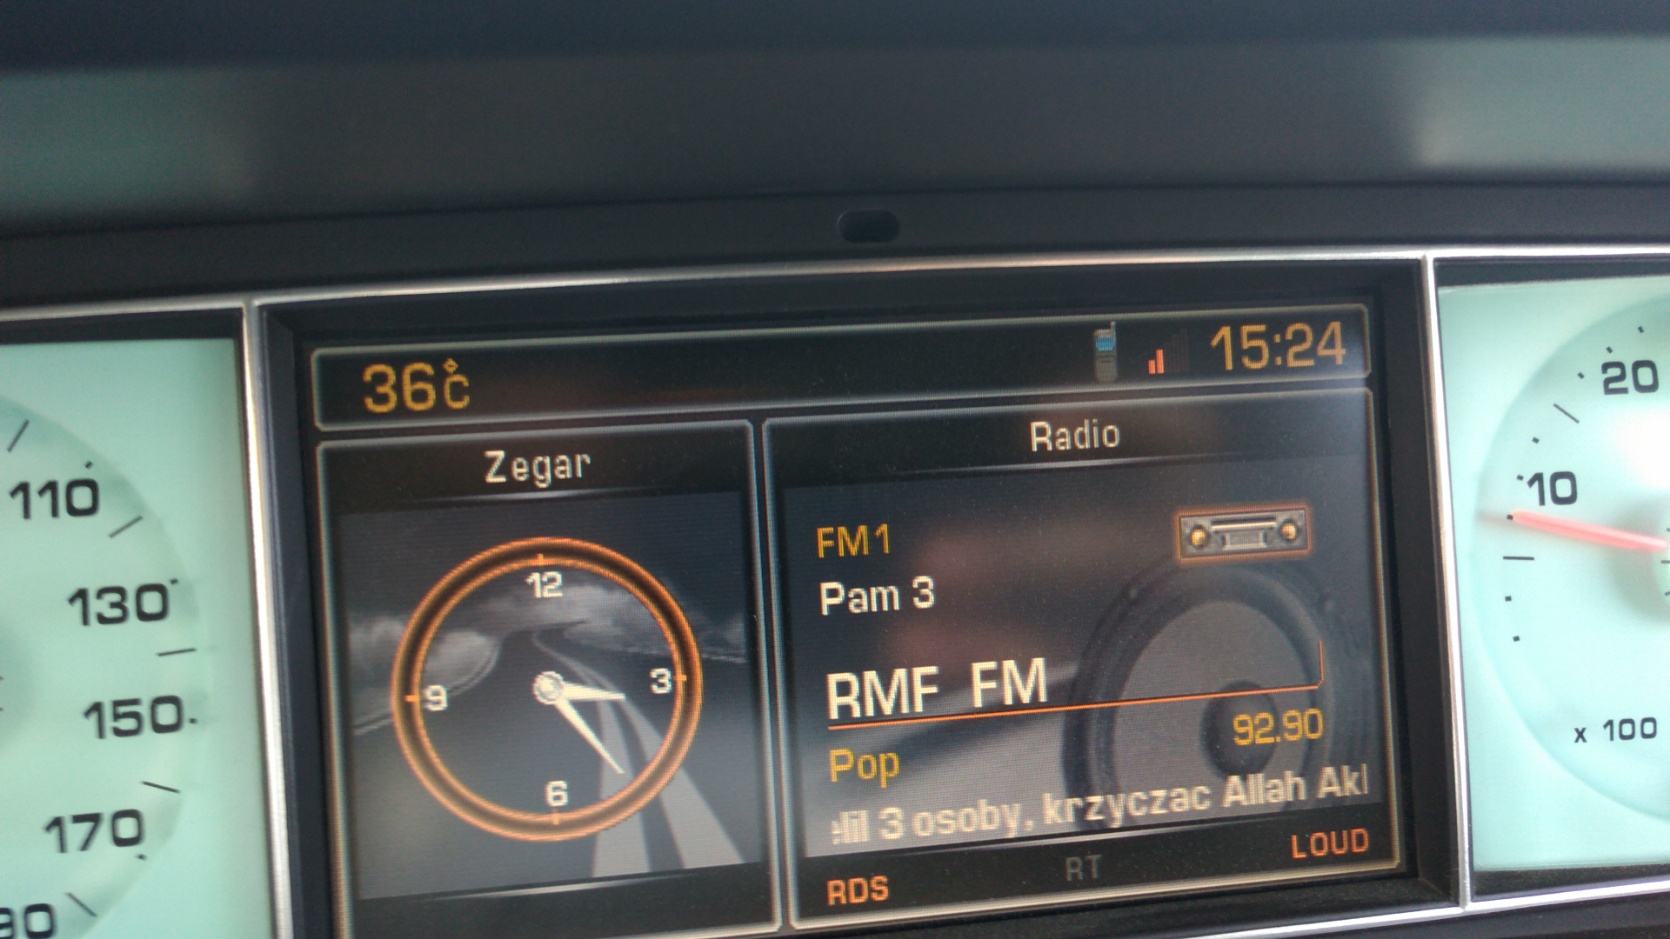 36°C
15:24
Zegar
12
3
6
9
Radio
FM1
Pam 3
RMF FM
92.90
Pop
3 osoby, krzyczac Allah Ak
RDS
RT
LOUD
110
130
150
170
20
10
x 100